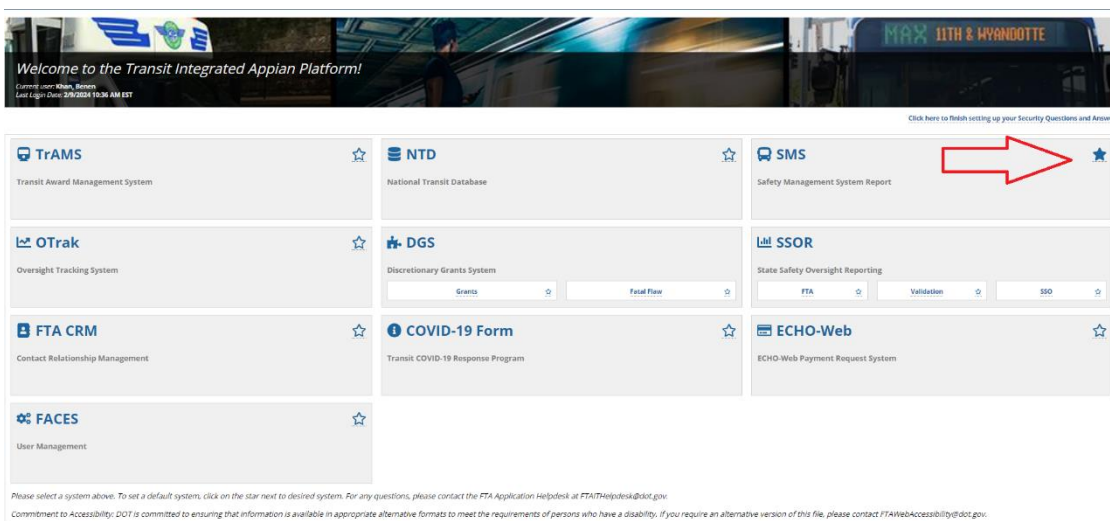 MAX 11TH & WYANDOTTE
Welcome to the Transit Integrated Appian Platform!
Current user: Khan, Benen
Last Login Date: 2/9/2024 10:36 AM EST
Click here to finish setting up your Security Questions and Answe
TrAMS
Transit Award Management System
NTD
National Transit Database
SMS
Safety Management System Report
OTrak
Oversight Tracking System
DGS
Discretionary Grants System
Grants
Fatal Flaw
SSOR
State Safety Oversight Reporting
FTA
Validation
SSO
FTA CRM
Contact Relationship Management
COVID-19 Form
Transit COVID-19 Response Program
ECHO-Web
ECHO-Web Payment Request System
FACES
User Management
Please select a system above. To set a default system, click on the star next to desired system. For any questions, please contact the FTA Application Helpdesk at FTAITHelpdesk@dot.gov.
Commitment to Accessibility: DOT is committed to ensuring that information is available in appropriate alternative formats to meet the requirements of persons who have a disability. If you require an alternative version of this file, please contact FTAWebAccessibility@dot.gov.